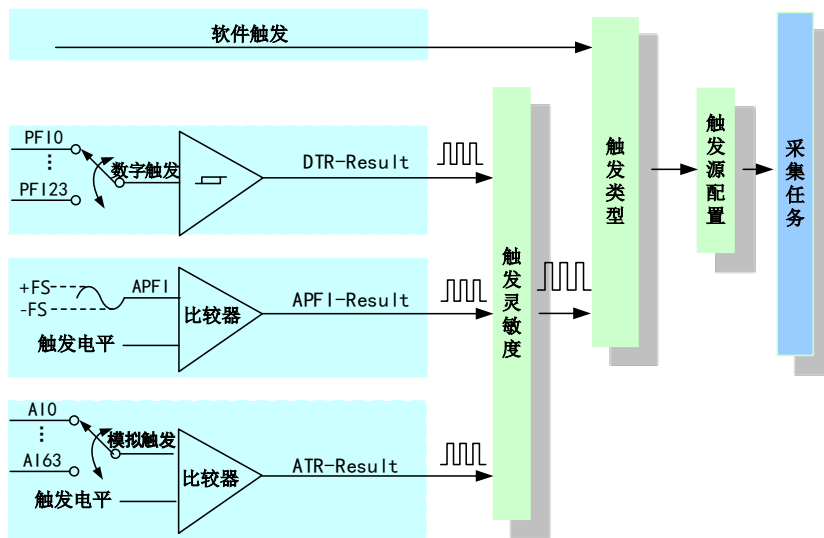 软件触发
PFI0
⋮
PFI23
数字触发
DTR-Result
+FS
-FS
APFI
触发电平
比较器
APFI-Result
AI0
⋮
AI63
模拟触发
触发电平
比较器
ATR-Result
触发灵敏度
触发类型
触发源配置
采集任务